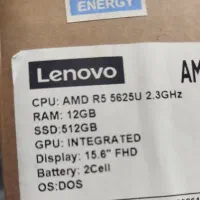 ENERGY
Lenovo
AM
CPU: AMD R5 5625U 2.3GHz
RAM: 12GB
SSD:512GB
GPU: INTEGRATED
Display: 15.6" FHD
Battery: 2Cell
OS:DOS